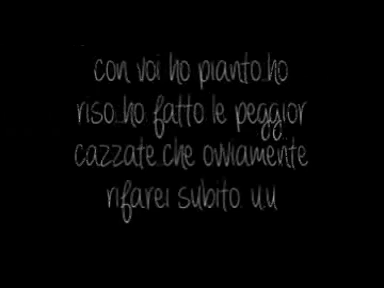 con voi ho pianto..ho
riso..ho fatto le peggior
cazzate..che ovviamente
rifarei subito. u.u